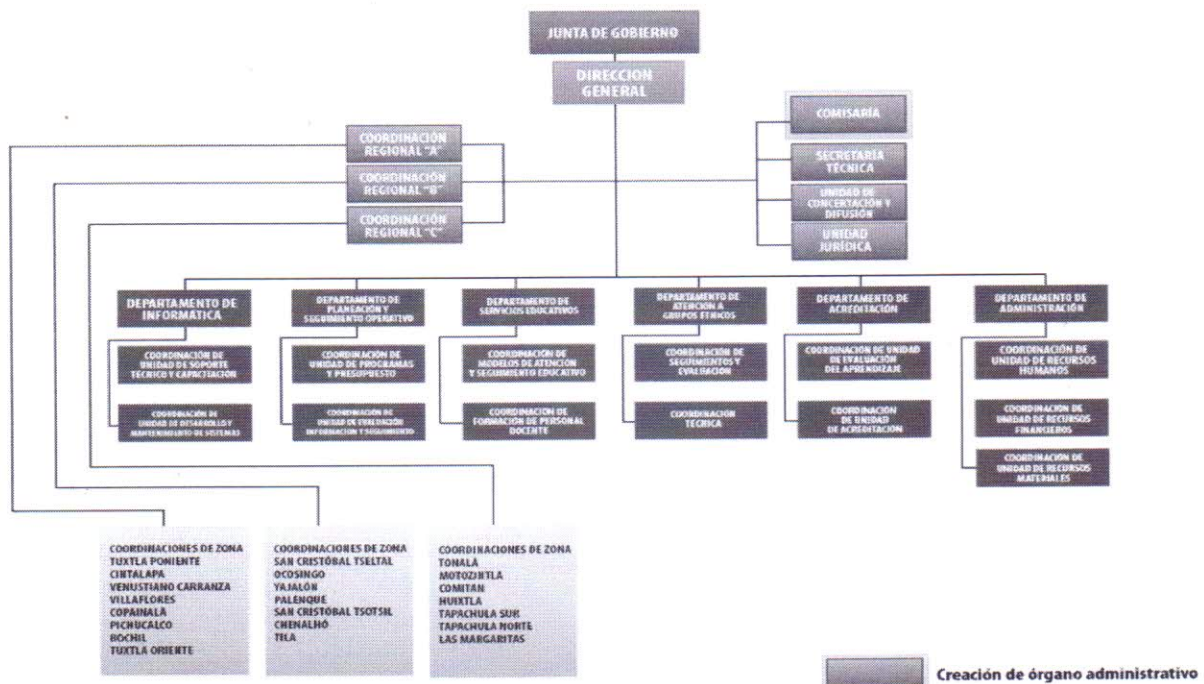 JUNTA DE GOBIERNO
DIRECCION
GENERAL
COMISARÍA
COORDINACIÓN
REGIONAL "A"
SECRETARÍA
TÉCNICA
COORDINACIÓN
REGIONAL "B"
UNIDAD DE
CONCERTACIÓN Y
DIFUSIÓN
COORDINACIÓN
REGIONAL "C"
UNIDAD
JURÍDICA
DEPARTAMENTO DE
INFORMÁTICA
DEPARTAMENTO DE
PLANEACIÓN Y
SEGUIMIENTO OPERATIVO
DEPARTAMENTO DE
SERVICIOS EDUCATIVOS
DEPARTAMENTO DE
ATENCIÓN A
GRUPOS ÉTNICOS
DEPARTAMENTO DE
ACREDITACIÓN
DEPARTAMENTO DE
ADMINISTRACIÓN
COORDINACIÓN DE
UNIDAD DE SOPORTE
TÉCNICO Y CAPACITACIÓN
COORDINACIÓN DE
UNIDAD DE PROGRAMAS
Y PRESUPUESTO
COORDINACIÓN DE
MODELOS DE ATENCIÓN
Y SEGUIMIENTO EDUCATIVO
COORDINACIÓN DE
SEGUIMIENTOS Y
EVALUACIÓN
COORDINACIÓN DE UNIDAD
DE EVALUACIÓN
DEL APRENDIZAJE
COORDINACIÓN DE
UNIDAD DE RECURSOS
HUMANOS
COORDINACIÓN DE
UNIDAD DE DESARROLLO Y
MANTENIMIENTO DE SISTEMAS
COORDINACIÓN DE
UNIDAD DE EVALUACIÓN
INFORMACIÓN Y SEGUIMIENTO
COORDINACIÓN DE
FORMACIÓN DE PERSONAL
DOCENTE
COORDINACIÓN
TÉCNICA
COORDINACIÓN
DE UNIDAD
DE ACREDITACIÓN
COORDINACIÓN DE
UNIDAD DE RECURSOS
FINANCIEROS
COORDINACIÓN DE
UNIDAD DE RECURSOS
MATERIALES
COORDINACIONES DE ZONA
TUXTLA PONIENTE
CINTALAPA
VENUSTIANO CARRANZA
VILLAFLORES
COPAINALÁ
PICHUCALCO
BOCHIL
TUXTLA ORIENTE
COORDINACIONES DE ZONA
SAN CRISTÓBAL TSELTAL
OCOSINGO
YAJALÓN
PALENQUE
SAN CRISTÓBAL TSOTSIL
CHENALHÓ
TILA
COORDINACIONES DE ZONA
TONALÁ
MOTOZINTLA
COMITAN
HUIXTLA
TAPACHULA SUR
TAPACHULA NORTE
LAS MARGARITAS
Creación de órgano administrativo